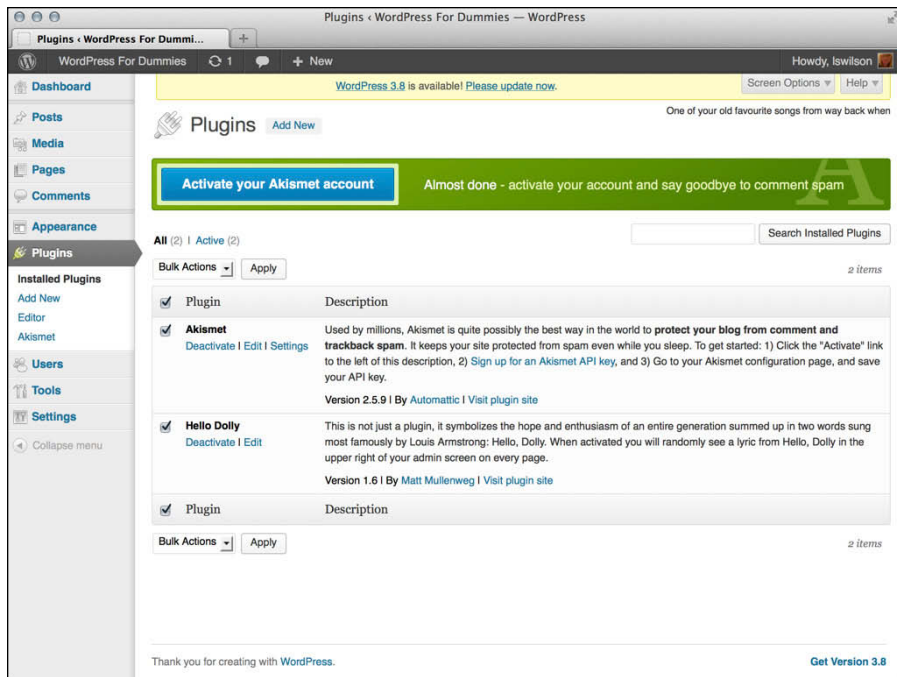 Plugins ‹ WordPress For Dummies — WordPress
Plugins ‹ WordPress For Dummi...
WordPress For Dummies 1 + New Howdy, lswilson
WordPress 3.8 is available! Please update now. Screen Options Help
One of your old favourite songs from way back when
Dashboard
Posts
Media
Pages
Comments
Appearance
Plugins
Installed Plugins
Add New
Editor
Akismet
Users
Tools
Settings
Collapse menu
Plugins Add New
Activate your Akismet account Almost done - activate your account and say goodbye to comment spam
A
All (2) | Active (2) Search Installed Plugins
Bulk Actions Apply 2 items
Plugin Description
Akismet
Deactivate | Edit | Settings
Used by millions, Akismet is quite possibly the best way in the world to protect your blog from comment and
trackback spam. It keeps your site protected from spam even while you sleep. To get started: 1) Click the "Activate" link
to the left of this description, 2) Sign up for an Akismet API key, and 3) Go to your Akismet configuration page, and save
your API key.
Version 2.5.9 | By Automattic | Visit plugin site
Hello Dolly
Deactivate | Edit
This is not just a plugin, it symbolizes the hope and enthusiasm of an entire generation summed up in two words sung
most famously by Louis Armstrong: Hello, Dolly. When activated you will randomly see a lyric from Hello, Dolly in the
upper right of your admin screen on every page.
Version 1.6 | By Matt Mullenweg | Visit plugin site
Plugin Description
Bulk Actions Apply 2 items
Thank you for creating with WordPress. Get Version 3.8